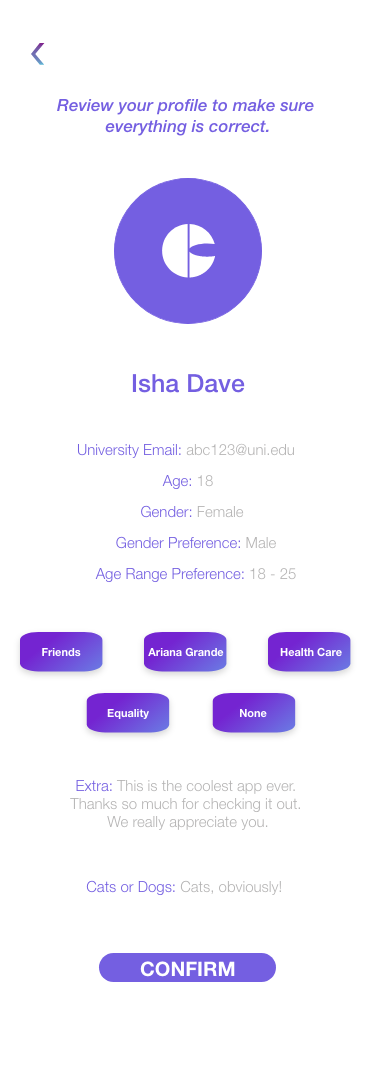 Review your profile to make sure
everything is correct.
Isha Dave
University Email: abc123@uni.edu
Age: 18
Gender: Female
Gender Preference: Male
Age Range Preference: 18 - 25
Friends
Ariana Grande
Health Care
Equality
None
Extra: This is the coolest app ever.
Thanks so much for checking it out.
We really appreciate you.
Cats or Dogs: Cats, obviously!
CONFIRM